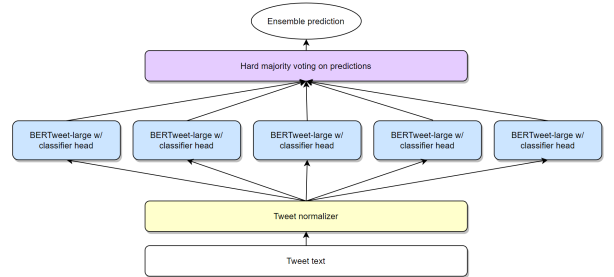 Ensemble prediction
Hard majority voting on predictions
BERTweet-large w/
classifier head
BERTweet-large w/
classifier head
BERTweet-large w/
classifier head
BERTweet-large w/
classifier head
BERTweet-large w/
classifier head
Tweet normalizer
Tweet text